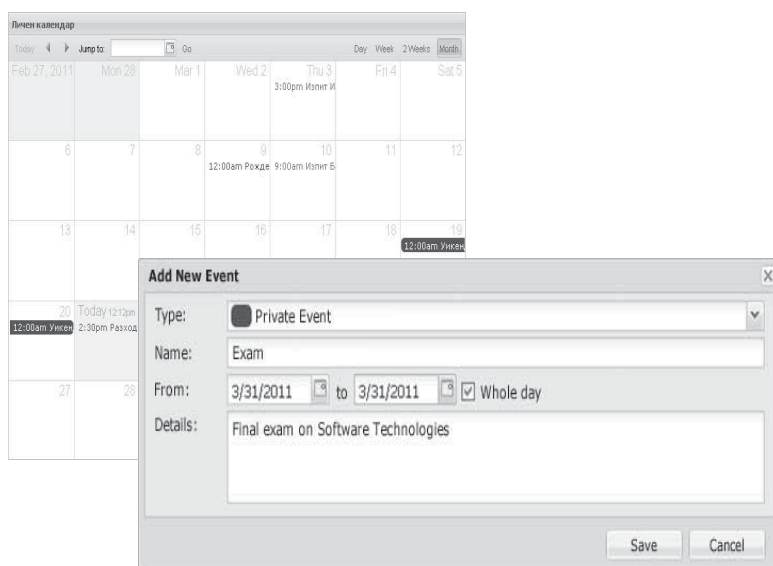 Личен календар
Today Jump to: Go Day Week 2 Weeks Month
Feb 27, 2011 Mon 28 Mar 1 Wed 2 Thu 3 Fri 4 Sat 5
3:00pm Изпит И
6 7 8 9 10 11 12
12:00am Рожде 9:00am Изпит Б
13 14 15 16 17 18 19
12:00am Уикен
Add New Event
20 Today 12:12pm
12:00am Уикен 2:30pm Разход
27 28
Type: Private Event
Name: Exam
From: 3/31/2011 to 3/31/2011 Whole day
Details: Final exam on Software Technologies
Save Cancel